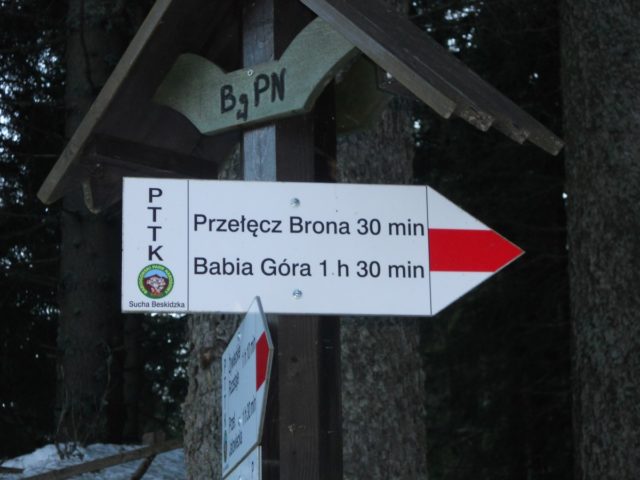 BgPN
PTTK
Sucha Beskidzka
Przełęcz Brona 30 min
Babia Góra 1 h 30 min